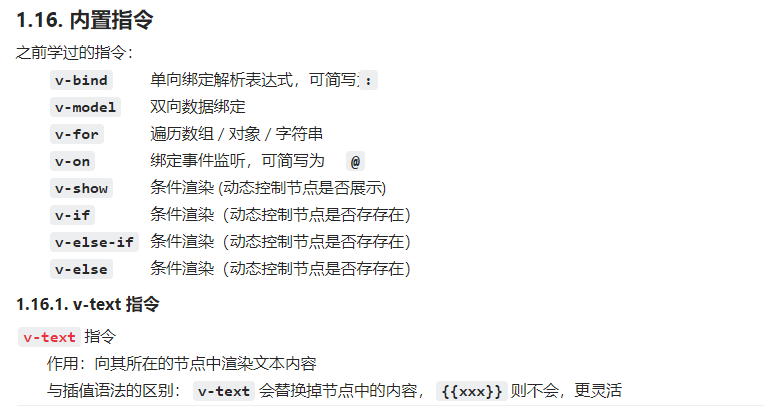 1.16. 内置指令
之前学过的指令：
v-bind 单向绑定解析表达式，可简写 :
v-model 双向数据绑定
v-for 遍历数组 / 对象 / 字符串
v-on 绑定事件监听，可简写为 @
v-show 条件渲染 (动态控制节点是否展示)
v-if 条件渲染（动态控制节点是否存存在）
v-else-if 条件渲染（动态控制节点是否存存在）
v-else 条件渲染（动态控制节点是否存存在）
1.16.1. v-text 指令
v-text 指令
作用：向其所在的节点中渲染文本内容
与插值语法的区别： v-text 会替换掉节点中的内容， {{xxx}} 则不会，更灵活